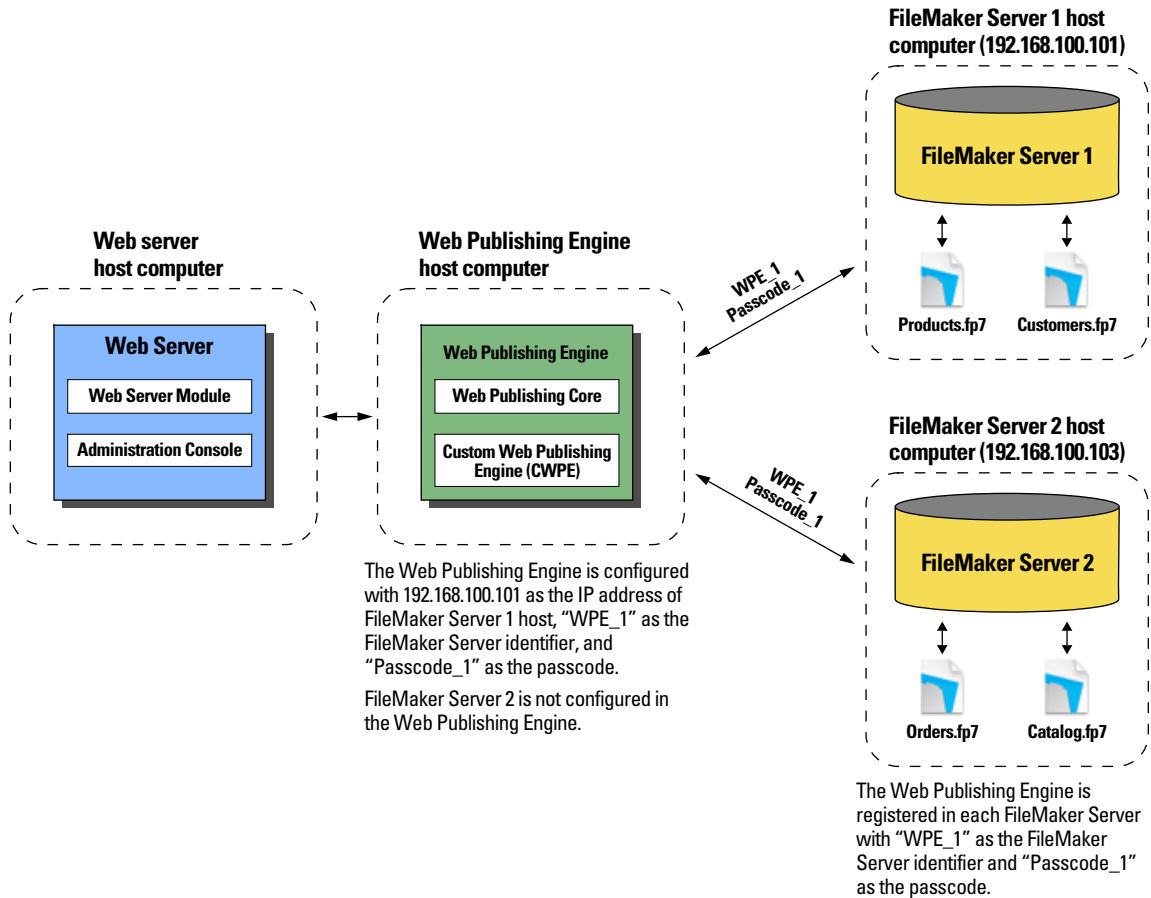 FileMaker Server 1 host
computer (192.168.100.101)
FileMaker Server 1
Products.fp7
Customers.fp7
Web server
host computer
Web Server
Web Server Module
Administration Console
Web Publishing Engine
host computer
Web Publishing Engine
Web Publishing Core
Custom Web Publishing
Engine (CWPE)
WPE_1
Passcode_1
WPE_1
Passcode_1
The Web Publishing Engine is configured
with 192.168.100.101 as the IP address of
FileMaker Server 1 host, “WPE_1” as the
FileMaker Server identifier, and
“Passcode_1” as the passcode.
FileMaker Server 2 is not configured in
the Web Publishing Engine.
FileMaker Server 2 host
computer (192.168.100.103)
FileMaker Server 2
Orders.fp7
Catalog.fp7
The Web Publishing Engine is
registered in each FileMaker Server
with “WPE_1” as the FileMaker
Server identifier and “Passcode_1”
as the passcode.